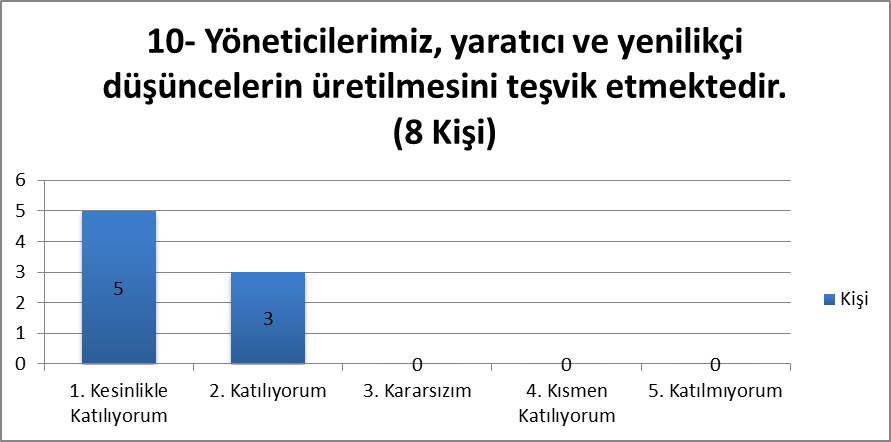 10- Yöneticilerimiz, yaratıcı ve yenilikçi
düşüncelerin üretilmesini teşvik etmektedir.
(8 Kişi)
6
5
4
3
2
1
0
5
3
0
0
0
1. Kesinlikle
Katılıyorum
2. Katılıyorum
3. Kararsızım
4. Kısmen
Katılıyorum
5. Katılmıyorum
Kişi